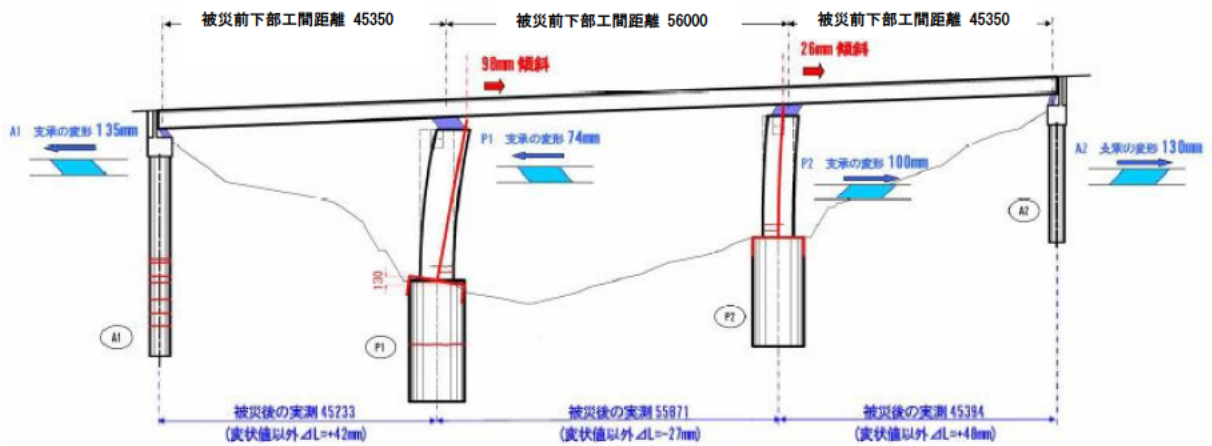 被災前下部工間距離 45350
被災前下部工間距離 56000
被災前下部工間距離 45350
98mm 傾斜
26mm 傾斜
A1 支承の変形 135mm
P1 支承の変形 74mm
P2 支承の変形 100mm
A2 支承の変形 130mm
130
A1
P1
P2
A2
被災後の実測 45233
(変状値以外⊿L=+42mm)
被災後の実測 55871
(変状値以外⊿L=-27mm)
被災後の実測 45394
(変状値以外⊿L=+48mm)